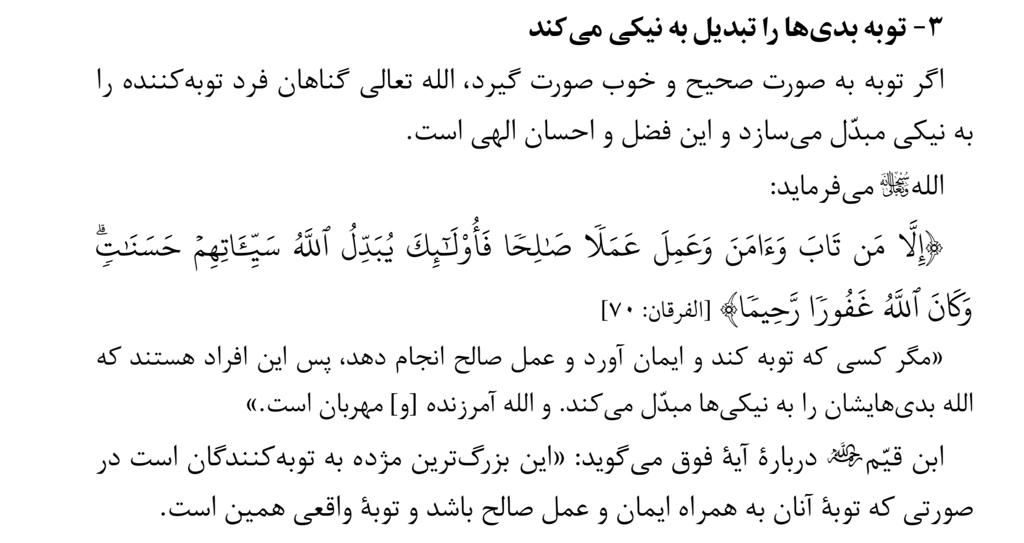 ۳- توبه بدی‌ها را تبدیل به نیکی می‌کند
اگر توبه به صورت صحیح و خوب صورت گیرد، الله تعالی گناهان فرد توبه‌کننده را
به نیکی مبدّل می‌سازد و این فضل و احسان الهی است.
الله سُبْحَانَهُ وَتَعَالَى می‌فرماید:
﴿إِلَّا مَن تَابَ وَءَامَنَ وَعَمِلَ عَمَلٗا صَٰلِحٗا فَأُوْلَٰٓئِكَ يُبَدِّلُ ٱللَّهُ سَيِّـَٔاتِهِمۡ حَسَنَٰتٖۗ
وَكَانَ ٱللَّهُ غَفُورٗا رَّحِيمٗا﴾ [الفرقان: ۷۰]
«مگر کسی که توبه کند و ایمان آورد و عمل صالح انجام دهد، پس این افراد هستند که
الله بدی‌هایشان را به نیکی‌ها مبدّل می‌کند. و الله آمرزنده [و] مهربان است.»
ابن قیّم رحمه الله دربارهٔ آیهٔ فوق می‌گوید: «این بزرگ‌ترین مژده به توبه‌کنندگان است در
صورتی که توبهٔ آنان به همراه ایمان و عمل صالح باشد و توبهٔ واقعی همین است.